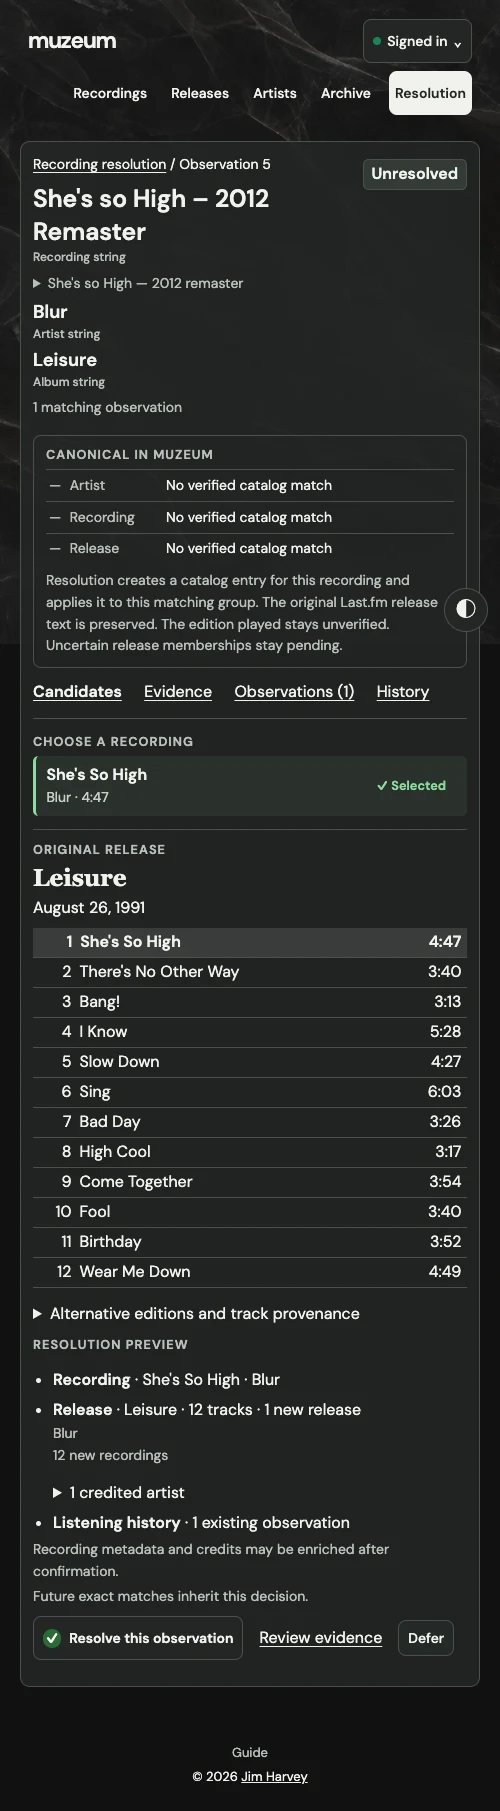 muzeum
Signed in
Recordings Releases Artists Archive Resolution
Recording resolution / Observation 5
Unresolved
She's so High – 2012
Remaster
Recording string
She's so High — 2012 remaster
Blur
Artist string
Leisure
Album string
1 matching observation
CANONICAL IN MUZEUM
— Artist No verified catalog match
— Recording No verified catalog match
— Release No verified catalog match
Resolution creates a catalog entry for this recording and
applies it to this matching group. The original Last.fm release
text is preserved. The edition played stays unverified.
Uncertain release memberships stay pending.
Candidates Evidence Observations (1) History
CHOOSE A RECORDING
She's So High
Blur · 4:47
✓ Selected
ORIGINAL RELEASE
Leisure
August 26, 1991
1 She's So High 4:47
2 There's No Other Way 3:40
3 Bang! 3:13
4 I Know 5:28
5 Slow Down 4:27
6 Sing 6:03
7 Bad Day 3:26
8 High Cool 3:17
9 Come Together 3:54
10 Fool 3:40
11 Birthday 3:52
12 Wear Me Down 4:49
Alternative editions and track provenance
RESOLUTION PREVIEW
• Recording · She's So High · Blur
• Release · Leisure · 12 tracks · 1 new release
Blur
12 new recordings
1 credited artist
• Listening history · 1 existing observation
Recording metadata and credits may be enriched after
confirmation.
Future exact matches inherit this decision.
Resolve this observation Review evidence Defer
Guide
© 2026 Jim Harvey